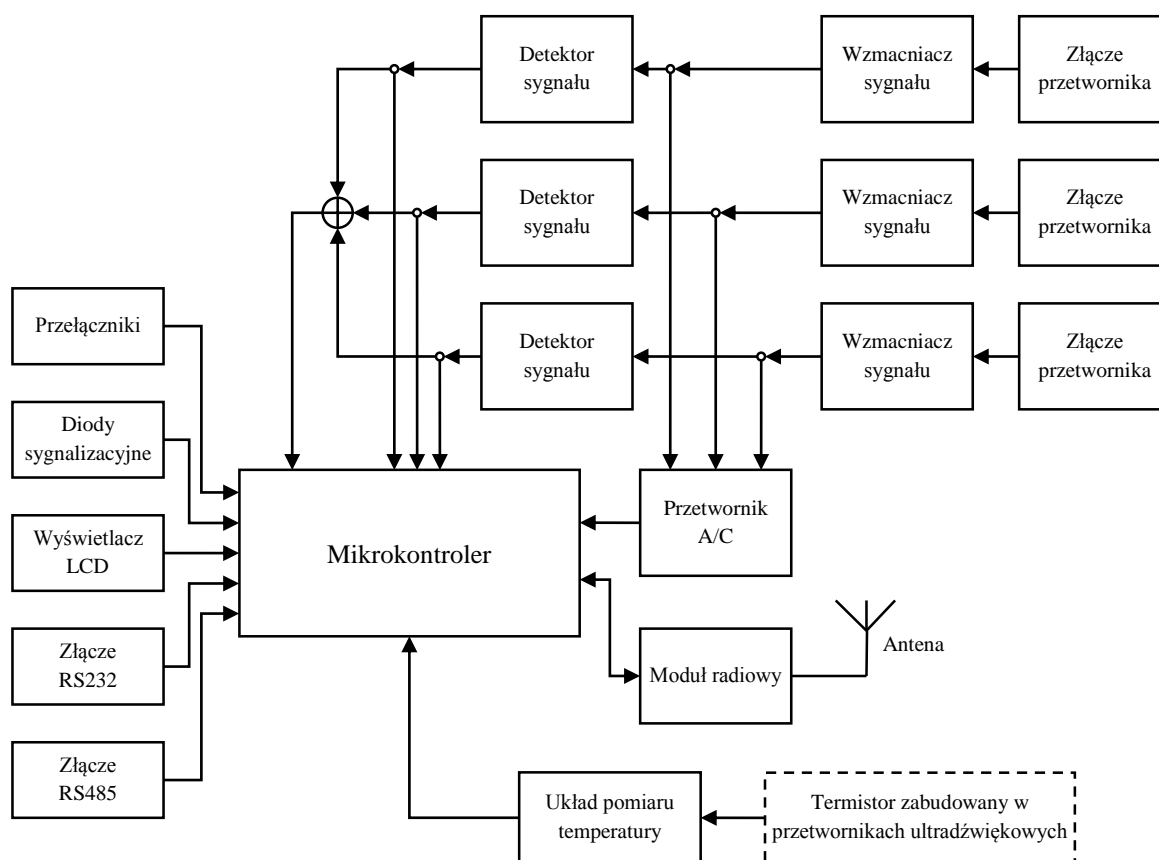 Detektor
sygnału
Wzmacniacz
sygnału
Złącze
przetwornika
Detektor
sygnału
Wzmacniacz
sygnału
Złącze
przetwornika
Detektor
sygnału
Wzmacniacz
sygnału
Złącze
przetwornika
Przełączniki
Diody
sygnalizacyjne
Wyświetlacz
LCD
Złącze
RS232
Złącze
RS485
Mikrokontroler
Przetwornik
A/C
Moduł radiowy
Antena
Układ pomiaru
temperatury
Termistor zabudowany w
przetwornikach ultradźwiękowych